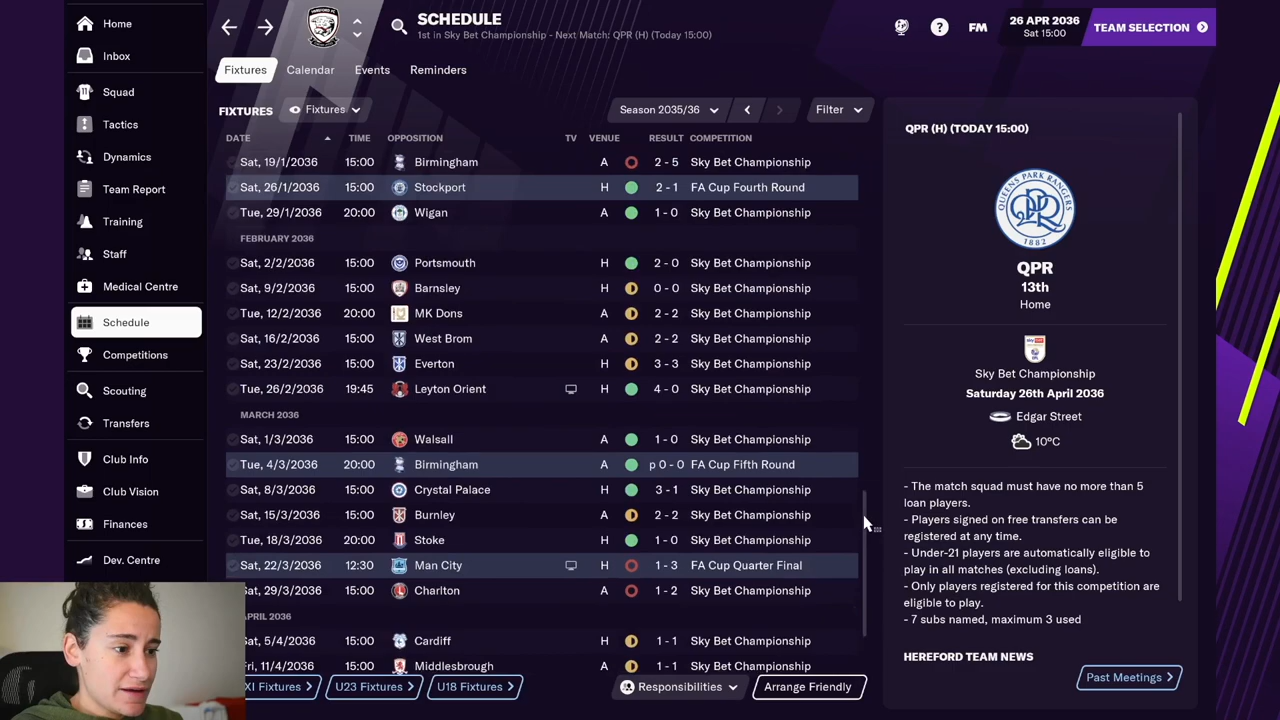 Home
Inbox
Squad
Tactics
Dynamics
Team Report
Training
Staff
Medical Centre
Schedule
Competitions
Scouting
Transfers
Club Info
Club Vision
Finances
Dev. Centre
SCHEDULE
1st in Sky Bet Championship - Next Match: QPR (H) (Today 15:00)
? FM 26 APR 2036
Sat 15:00
TEAM SELECTION
Fixtures Calendar Events Reminders
FIXTURES Fixtures Season 2035/36 Filter
DATE TIME OPPOSITION TV VENUE RESULT COMPETITION
Sat, 19/1/2036 15:00 Birmingham A 2 - 5 Sky Bet Championship
Sat, 26/1/2036 15:00 Stockport H 2 - 1 FA Cup Fourth Round
Tue, 29/1/2036 20:00 Wigan A 1 - 0 Sky Bet Championship
FEBRUARY 2036
Sat, 2/2/2036 15:00 Portsmouth H 2 - 0 Sky Bet Championship
Sat, 9/2/2036 15:00 Barnsley H 0 - 0 Sky Bet Championship
Tue, 12/2/2036 20:00 MK Dons A 2 - 2 Sky Bet Championship
Sat, 16/2/2036 15:00 West Brom A 2 - 2 Sky Bet Championship
Sat, 23/2/2036 15:00 Everton H 3 - 3 Sky Bet Championship
Tue, 26/2/2036 19:45 Leyton Orient H 4 - 0 Sky Bet Championship
MARCH 2036
Sat, 1/3/2036 15:00 Walsall A 1 - 0 Sky Bet Championship
Tue, 4/3/2036 20:00 Birmingham A p 0 - 0 FA Cup Fifth Round
Sat, 8/3/2036 15:00 Crystal Palace H 3 - 1 Sky Bet Championship
Sat, 15/3/2036 15:00 Burnley A 2 - 2 Sky Bet Championship
Tue, 18/3/2036 20:00 Stoke H 1 - 0 Sky Bet Championship
Sat, 22/3/2036 12:30 Man City H 1 - 3 FA Cup Quarter Final
Sat, 29/3/2036 15:00 Charlton A 1 - 2 Sky Bet Championship
APRIL 2036
Sat, 5/4/2036 15:00 Cardiff H 1 - 1 Sky Bet Championship
Fri, 11/4/2036 15:00 Middlesbrough A 1 - 1 Sky Bet Championship
XI Fixtures U23 Fixtures U18 Fixtures Responsibilities Arrange Friendly
QPR (H) (TODAY 15:00)
QUEENS PARK RANGERS
QPR
1882
QPR
13th
Home
Sky Bet Championship
Saturday 26th April 2036
Edgar Street
10°C
- The match squad must have no more than 5
loan players.
- Players signed on free transfers can be
registered at any time.
- Under-21 players are automatically eligible to
play in all matches (excluding loans).
- Only players registered for this competition are
eligible to play.
- 7 subs named, maximum 3 used
HEREFORD TEAM NEWS
Past Meetings